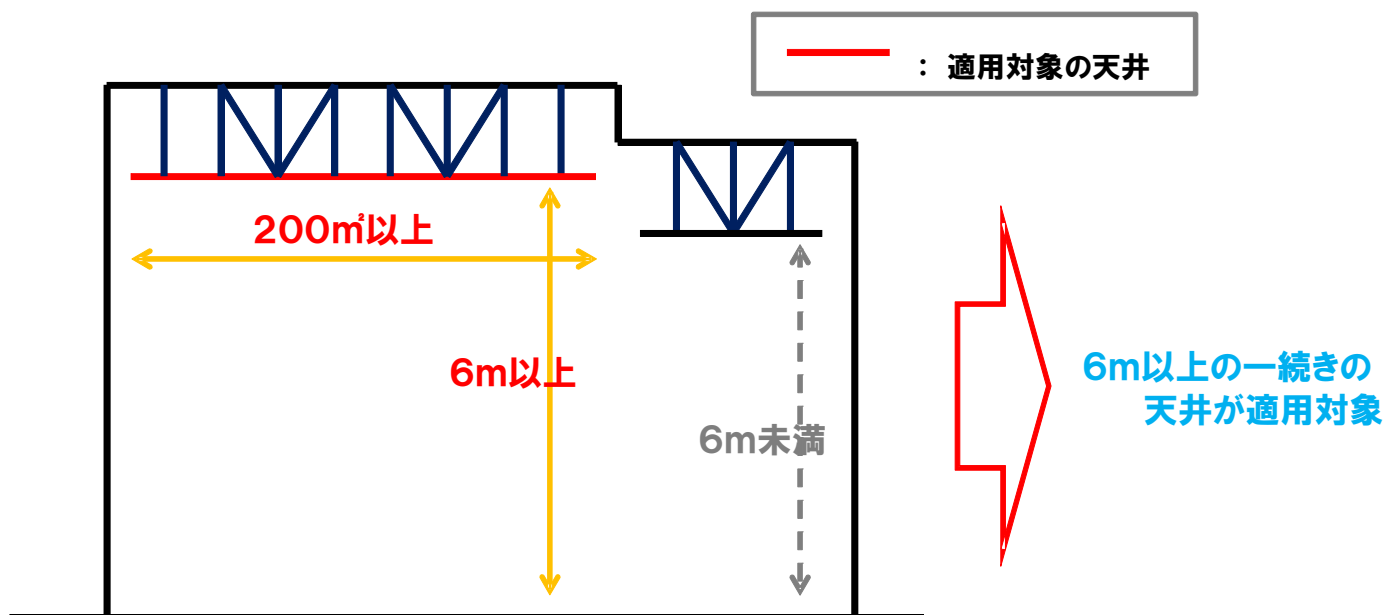 ： 適用対象の天井
200㎡以上
6m以上
6m未満
6m以上の一続きの
天井が適用対象